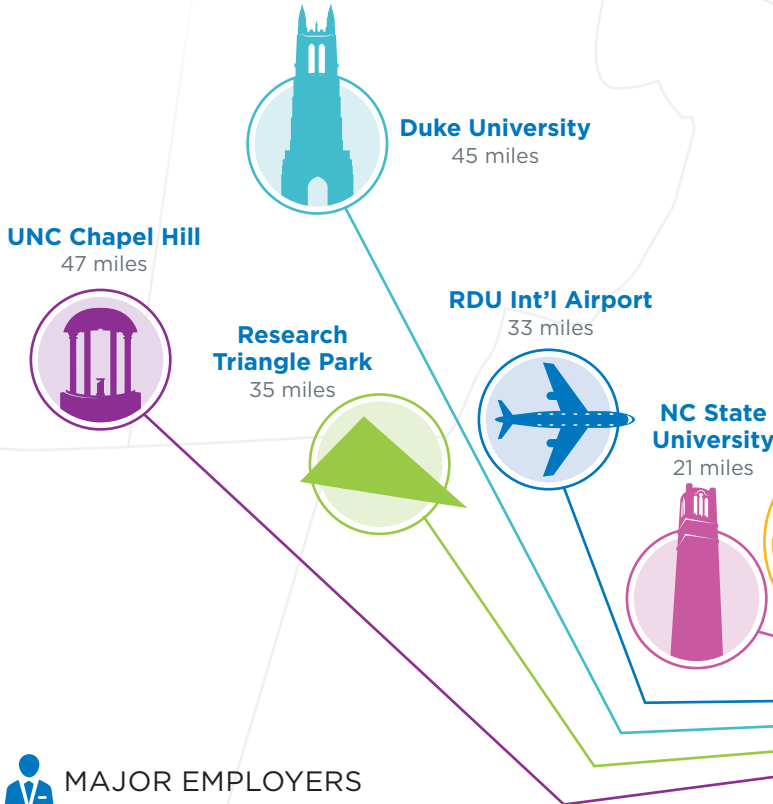 Duke University
45 miles
UNC Chapel Hill
47 miles
RDU Int’l Airport
33 miles
Research
Triangle Park
35 miles
NC State
University
21 miles
MAJOR EMPLOYERS